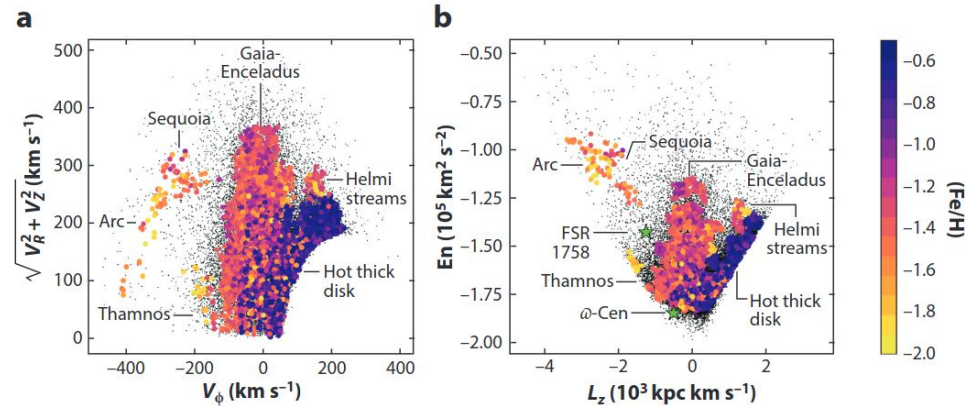 a
b
500
400
300
200
100
0
√V²_R + V²_Z (km s⁻¹)
Gaia-
Enceladus
Sequoia
Arc
Helmi
streams
Hot thick
disk
Thamnos
−400
−200
0
200
400
V_ϕ (km s⁻¹)
−0.50
−0.75
−1.00
−1.25
−1.50
−1.75
−2.00
En (10⁵ km² s⁻²)
Sequoia
Arc
Gaia-
Enceladus
FSR
1758
Helmi
streams
Thamnos
Hot thick
disk
ϖ-Cen
−4
−2
0
2
4
L_z (10³ kpc km s⁻¹)
−0.6
−0.8
−1.0
−1.2
−1.4
−1.6
−1.8
−2.0
(Fe/H)